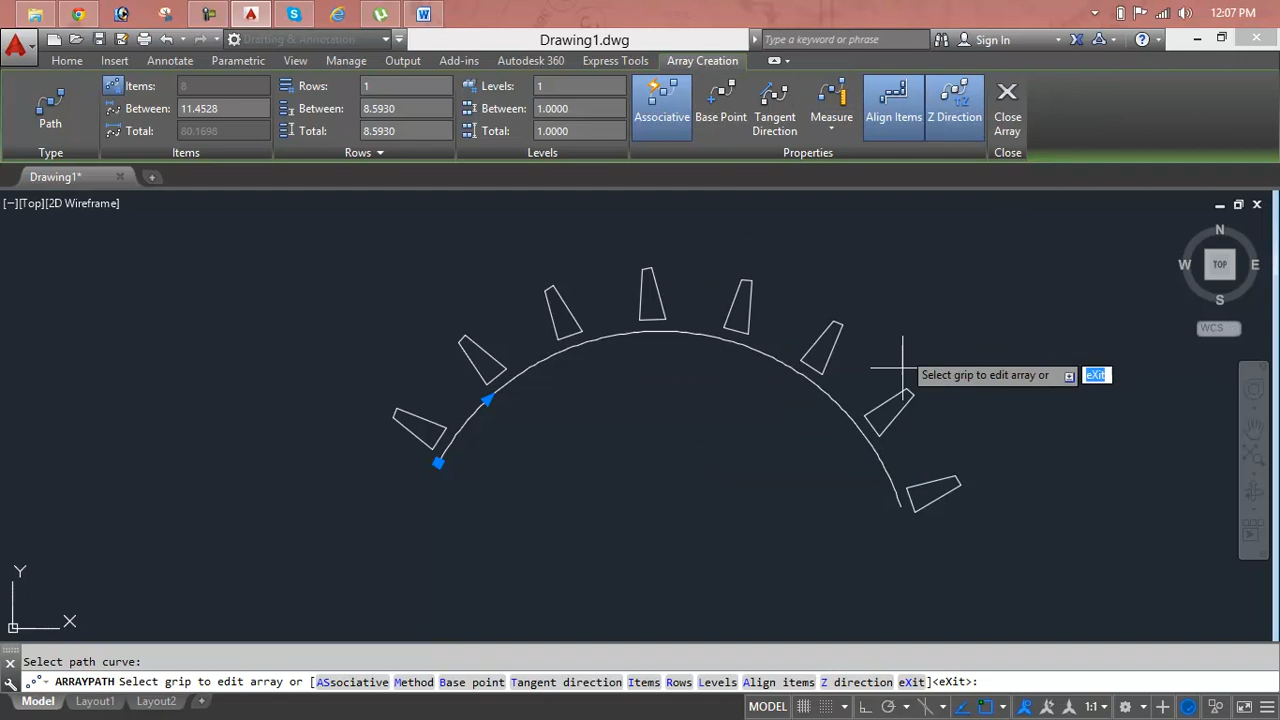 12:07 PM
Drafting & Annotation
Drawing1.dwg
Type a keyword or phrase
Sign In
Home Insert Annotate Parametric View Manage Output Add-ins Autodesk 360 Express Tools Array Creation
Items: 8 Rows: 1 Levels: 1
Between: 11.4528 Between: 8.5930 Between: 1.0000
Total: 80.1698 Total: 8.5930 Total: 1.0000
Path
Associative Base Point Tangent Direction Measure Align Items Z Direction Close Array
Type Items Rows Levels Properties Close
Drawing1*
[−][Top][2D Wireframe]
N
W TOP E
S
WCS
Select grip to edit array or eXit
Y
X
Select path curve:
ARRAYPATH Select grip to edit array or [ASsociative Method Base point Tangent direction Items Rows Levels Align items Z direction eXit]<eXit>:
Model Layout1 Layout2 +
MODEL 1:1